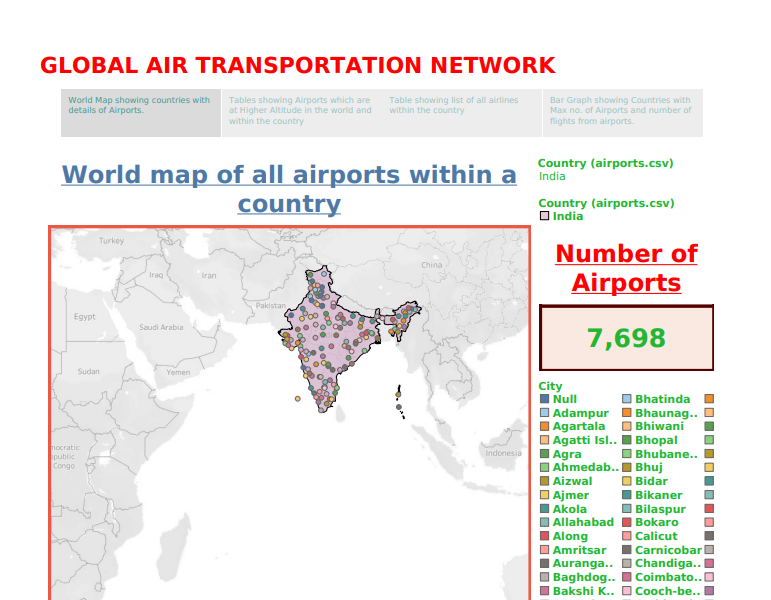 GLOBAL AIR TRANSPORTATION NETWORK
World Map showing countries with
details of Airports.
Tables showing Airports which are
at Higher Altitude in the world and
within the country
Table showing list of all airlines
within the country
Bar Graph showing Countries with
Max no. of Airports and number of
flights from airports.
World map of all airports within a
country
Country (airports.csv)
India
Country (airports.csv)
India
Number of
Airports
7,698
Turkey
China
Iraq
Iran
Pakistan
Egypt
Saudi Arabia
Sudan
Yemen
Indonesia
mocratic
epublic
Congo
City
Null
Bhatinda
Adampur
Bhaunag..
Agartala
Bhiwani
Agatti Isl..
Bhopal
Agra
Bhubane..
Ahmedab..
Bhuj
Aizwal
Bidar
Ajmer
Bikaner
Akola
Bilaspur
Allahabad
Bokaro
Along
Calicut
Amritsar
Carnicobar
Auranga..
Chandiga..
Baghdog..
Coimbato..
Bakshi K..
Cooch-be..